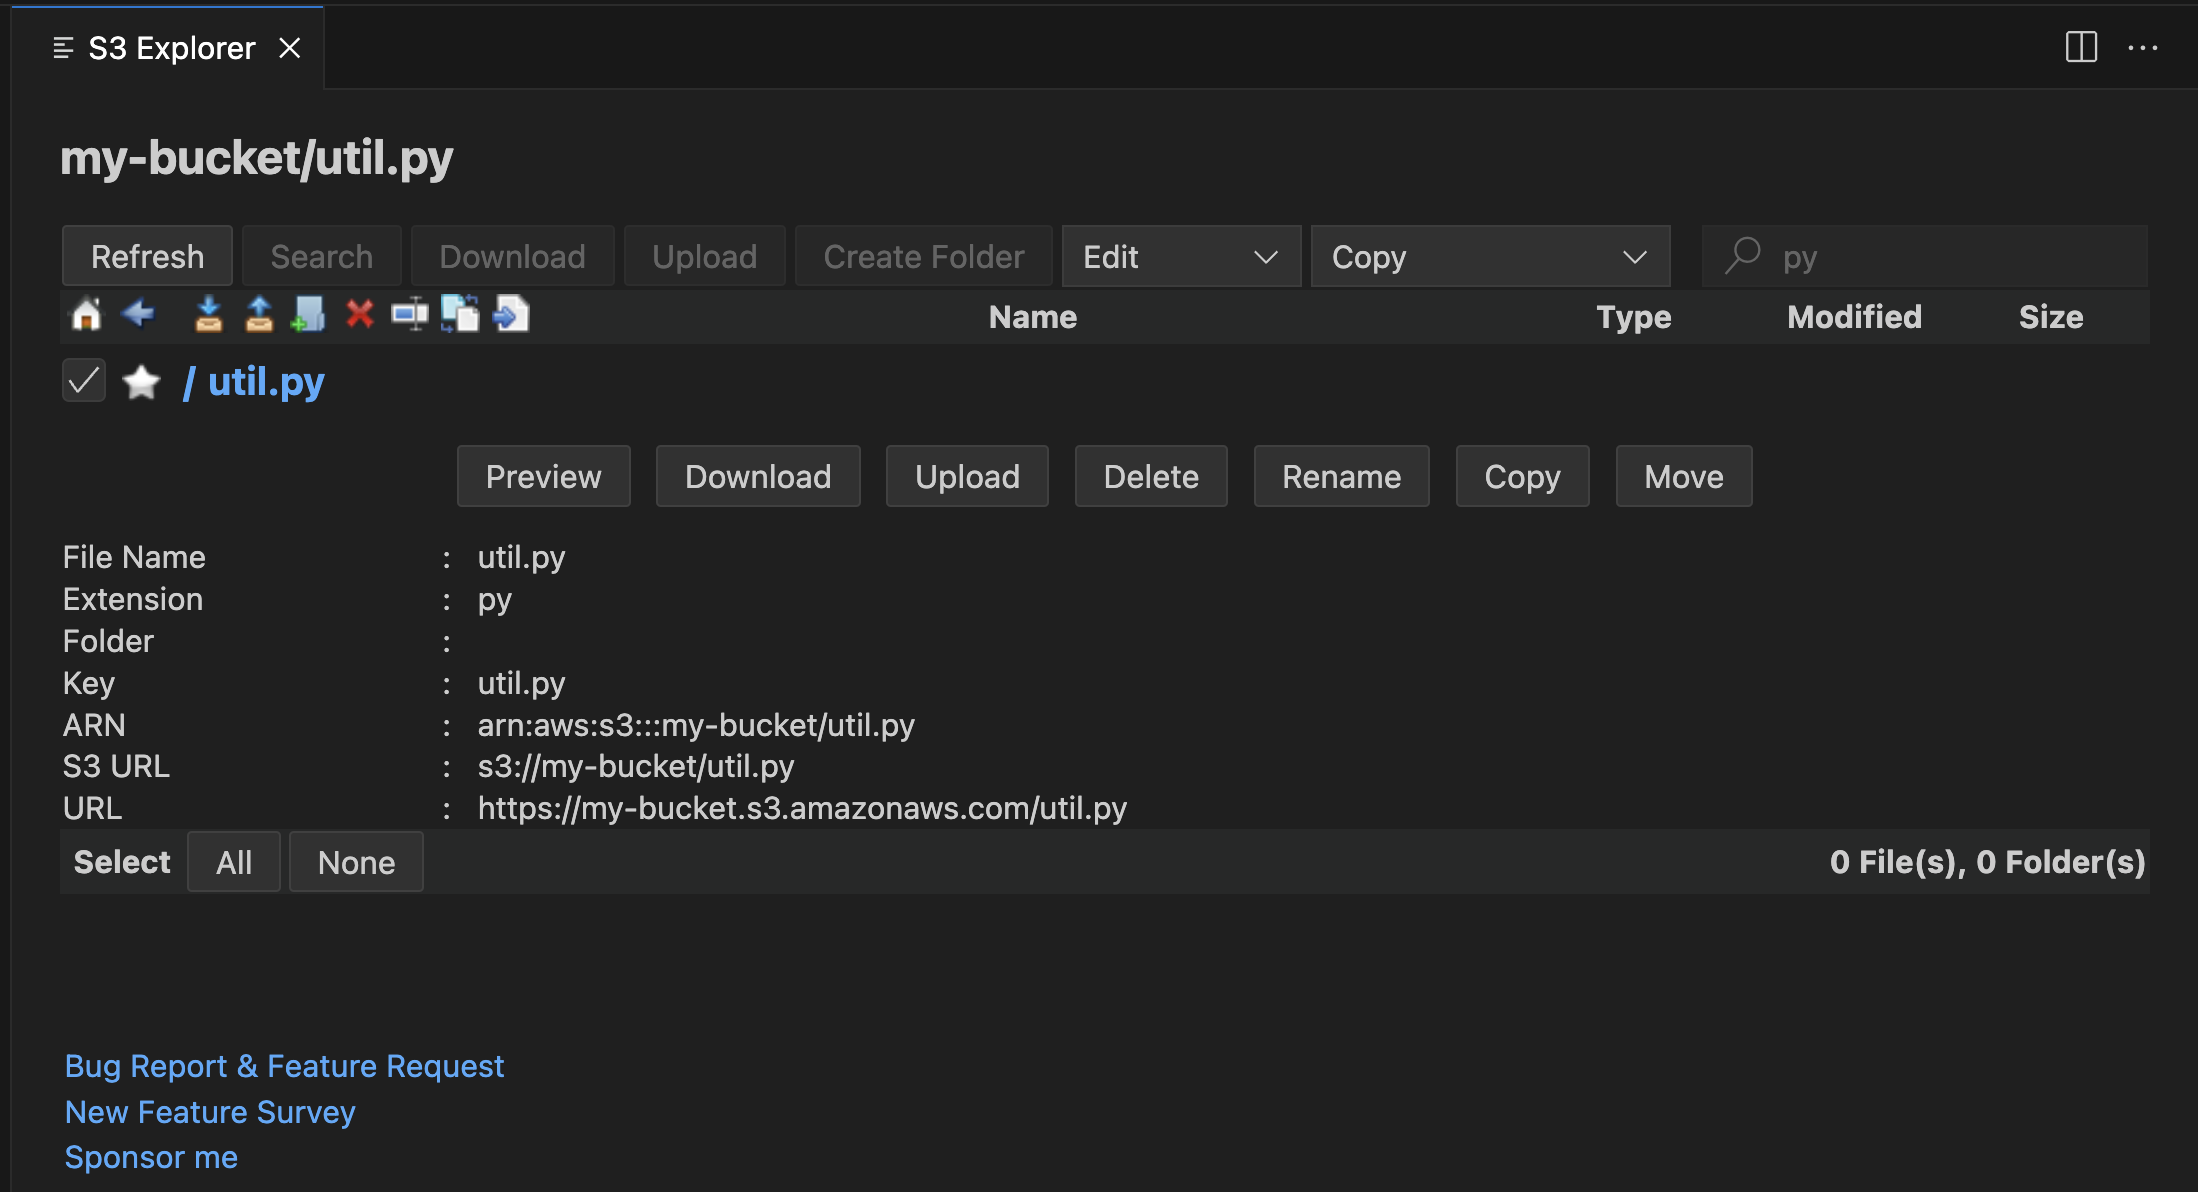 S3 Explorer
my-bucket/util.py
Refresh Search Download Upload Create Folder Edit Copy py
Name Type Modified Size
/ util.py
Preview Download Upload Delete Rename Copy Move
File Name : util.py
Extension : py
Folder :
Key : util.py
ARN : arn:aws:s3:::my-bucket/util.py
S3 URL : s3://my-bucket/util.py
URL : https://my-bucket.s3.amazonaws.com/util.py
Select All None 0 File(s), 0 Folder(s)
Bug Report & Feature Request
New Feature Survey
Sponsor me